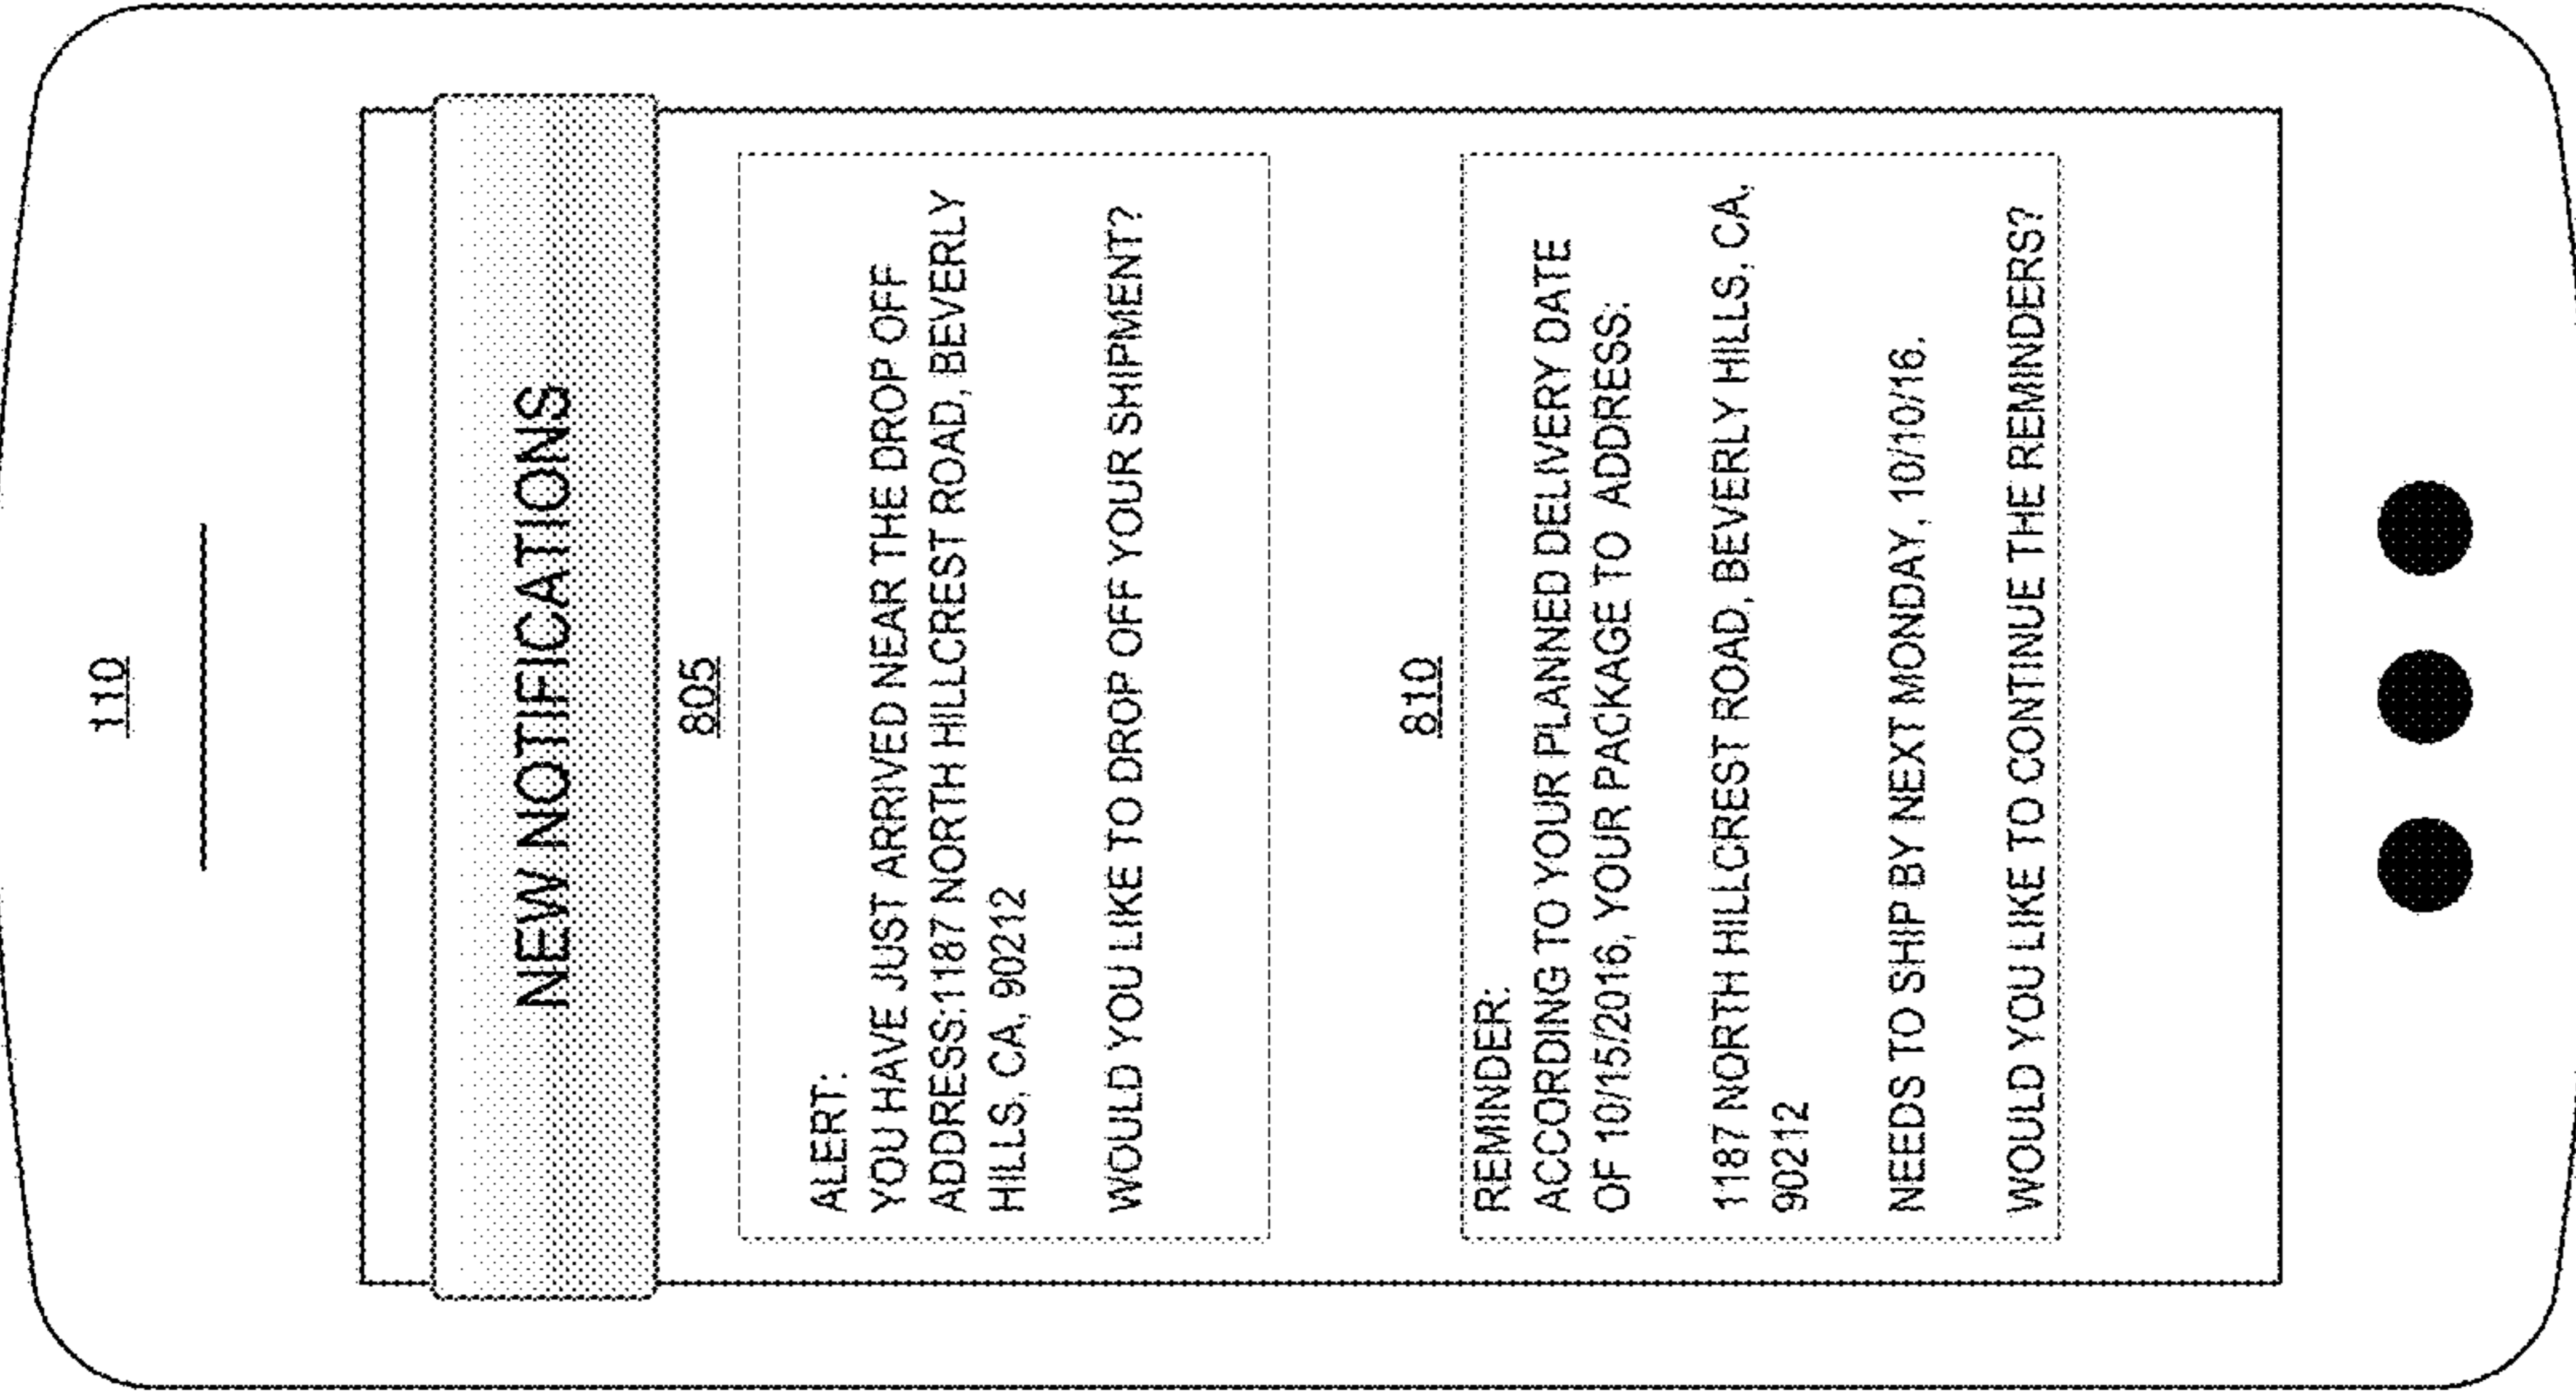 110
NEW NOTIFICATIONS
805
ALERT:
YOU HAVE JUST ARRIVED NEAR THE DROP OFF
ADDRESS:1187 NORTH HILLCREST ROAD, BEVERLY
HILLS, CA, 90212
WOULD YOU LIKE TO DROP OFF YOUR SHIPMENT?
810
REMINDER:
ACCORDING TO YOUR PLANNED DELIVERY DATE
OF 10/15/2016, YOUR PACKAGE TO ADDRESS:
1187 NORTH HILLCREST ROAD, BEVERLY HILLS, CA,
90212
NEEDS TO SHIP BY NEXT MONDAY, 10/10/16.
WOULD YOU LIKE TO CONTINUE THE REMINDERS?